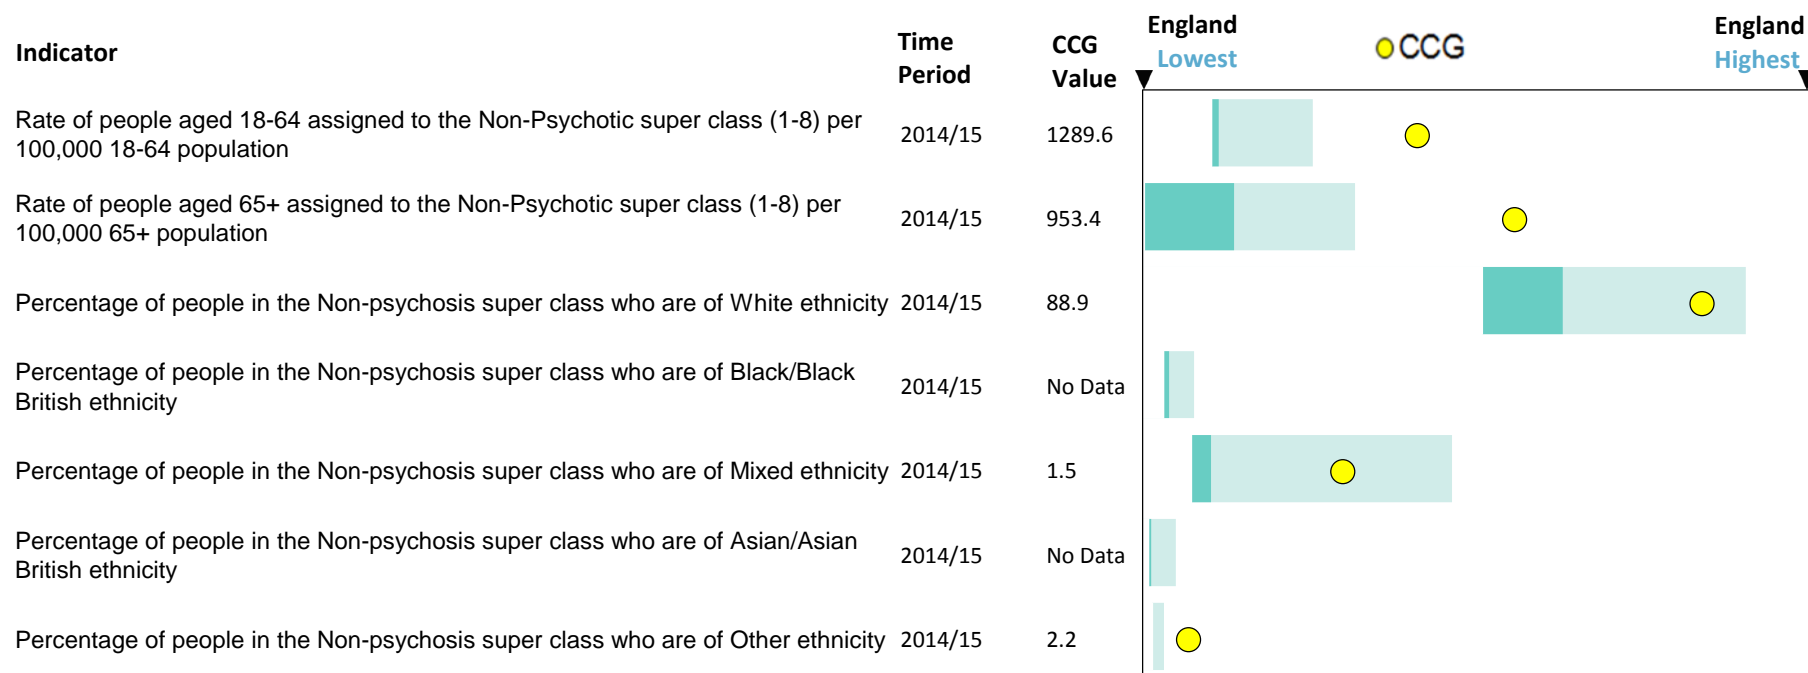 Indicator
Time
Period
CCG
Value
England
Lowest
CCG
England
Highest
Rate of people aged 18-64 assigned to the Non-Psychotic super class (1-8) per
100,000 18-64 population
2014/15
1289.6
Rate of people aged 65+ assigned to the Non-Psychotic super class (1-8) per
100,000 65+ population
2014/15
953.4
Percentage of people in the Non-psychosis super class who are of White ethnicity
2014/15
88.9
Percentage of people in the Non-psychosis super class who are of Black/Black
British ethnicity
2014/15
No Data
Percentage of people in the Non-psychosis super class who are of Mixed ethnicity
2014/15
1.5
Percentage of people in the Non-psychosis super class who are of Asian/Asian
British ethnicity
2014/15
No Data
Percentage of people in the Non-psychosis super class who are of Other ethnicity
2014/15
2.2